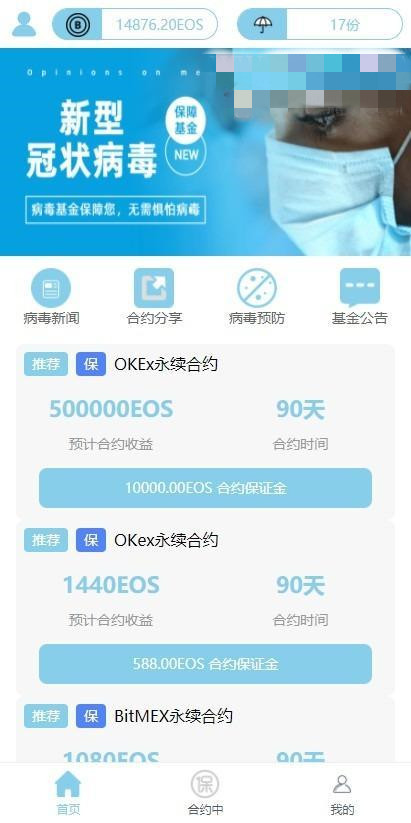 14876.20EOS
17份
Opinions on me
新型
冠状病毒
保障
基金
NEW
病毒基金保障您，无需惧怕病毒
病毒新闻
合约分享
病毒预防
基金公告
推荐 保 OKEx永续合约
500000EOS 90天
预计合约收益 合约时间
10000.00EOS 合约保证金
推荐 保 OKex永续合约
1440EOS 90天
预计合约收益 合约时间
588.00EOS 合约保证金
推荐 保 BitMEX永续合约
1080EOS 90天
保
首页 合约中 我的